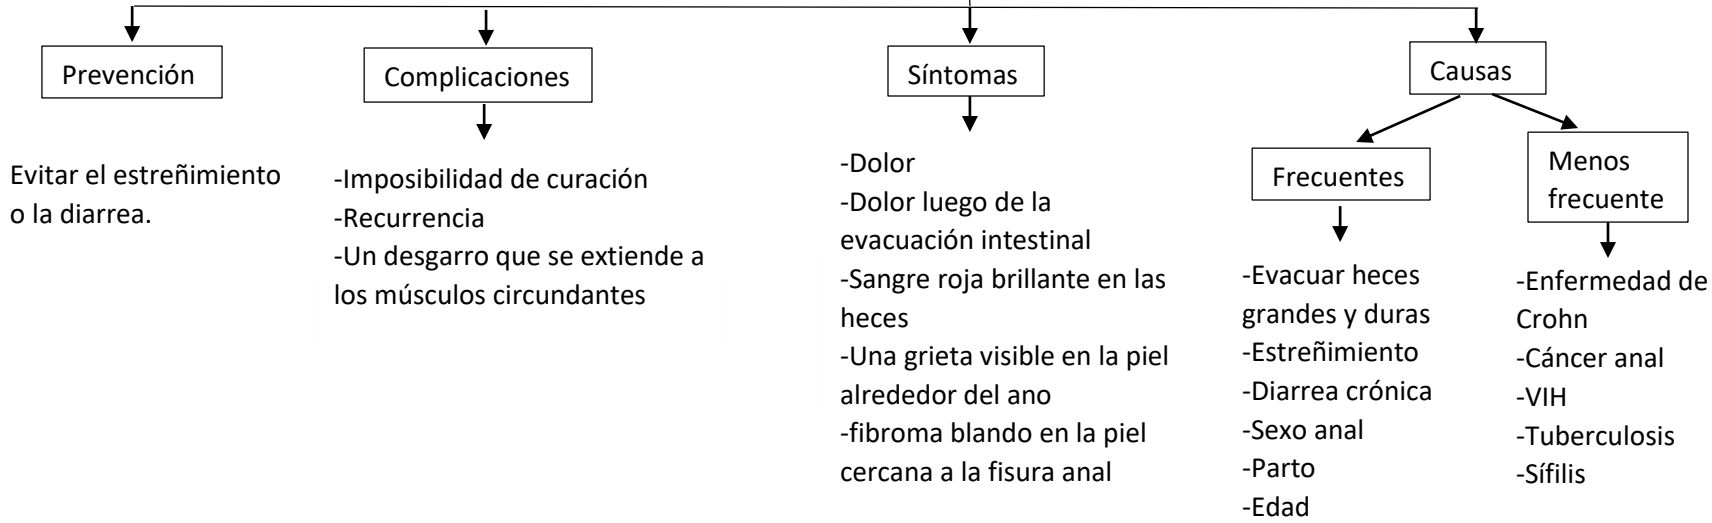 Prevención
Evitar el estreñimiento
o la diarrea.
Complicaciones
-Imposibilidad de curación
-Recurrencia
-Un desgarro que se extiende a
los músculos circundantes
Síntomas
-Dolor
-Dolor luego de la
evacuación intestinal
-Sangre roja brillante en las
heces
-Una grieta visible en la piel
alrededor del ano
-fibroma blando en la piel
cercana a la fisura anal
Causas
Frecuentes
-Evacuar heces
grandes y duras
-Estreñimiento
-Diarrea crónica
-Sexo anal
-Parto
-Edad
Menos
frecuente
-Enfermedad de
Crohn
-Cáncer anal
-VIH
-Tuberculosis
-Sífilis